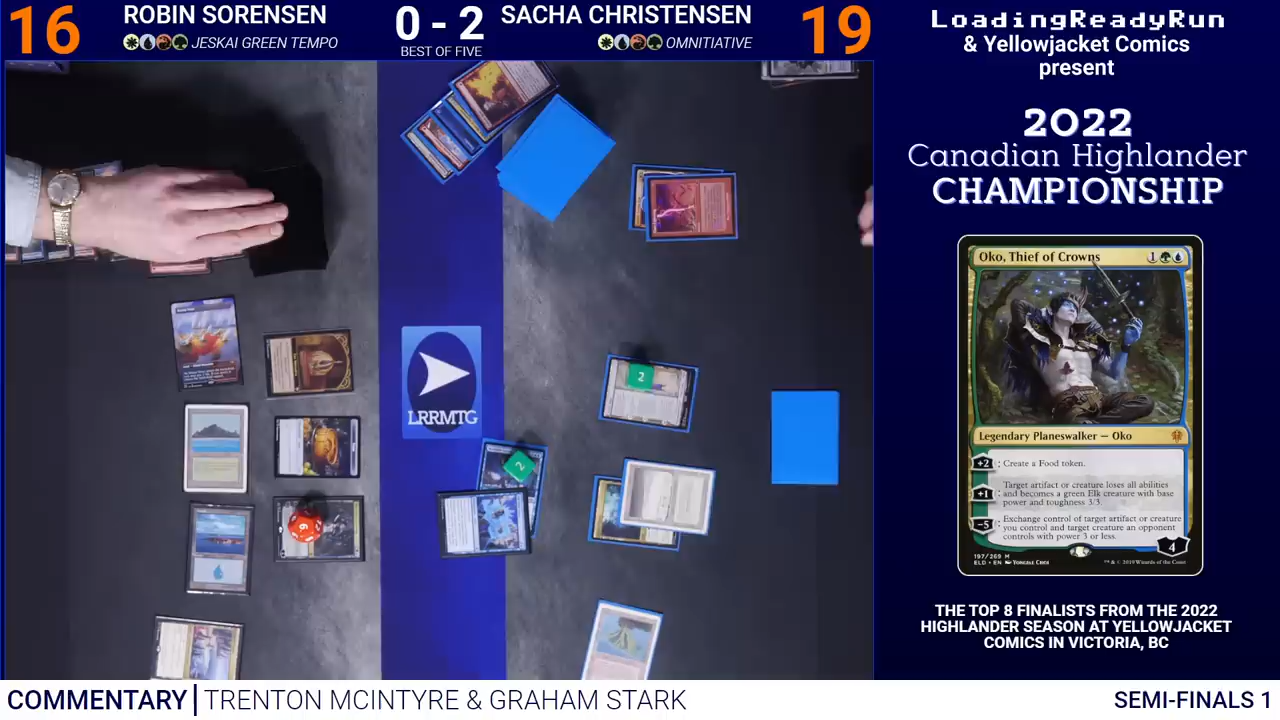 16
ROBIN SORENSEN
JESKAI GREEN TEMPO
0 - 2
BEST OF FIVE
SACHA CHRISTENSEN
OMNITIATIVE
19
LoadingReadyRun
& Yellowjacket Comics
present
2022
Canadian Highlander
CHAMPIONSHIP
Oko, Thief of Crowns
1
Legendary Planeswalker — Oko
+2: Create a Food token.
+1: Target artifact or creature loses all abilities
and becomes a green Elk creature with base
power and toughness 3/3.
-5: Exchange control of target artifact or creature
you control and target creature an opponent
controls with power 3 or less.
4
197/269 M
THE TOP 8 FINALISTS FROM THE 2022
HIGHLANDER SEASON AT YELLOWJACKET
COMICS IN VICTORIA, BC
2
2
LRRMTG
COMMENTARY | TRENTON MCINTYRE & GRAHAM STARK
SEMI-FINALS 1